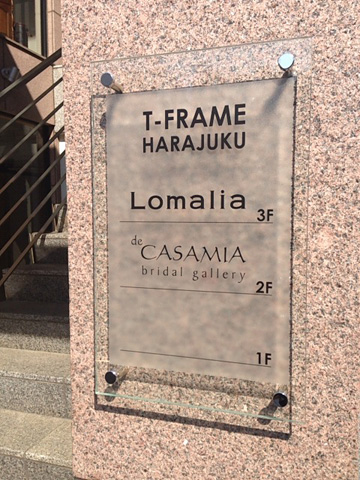 T-FRAME
HARAJUKU
Lomalia 3F
de CASAMIA
bridal gallery 2F
1F